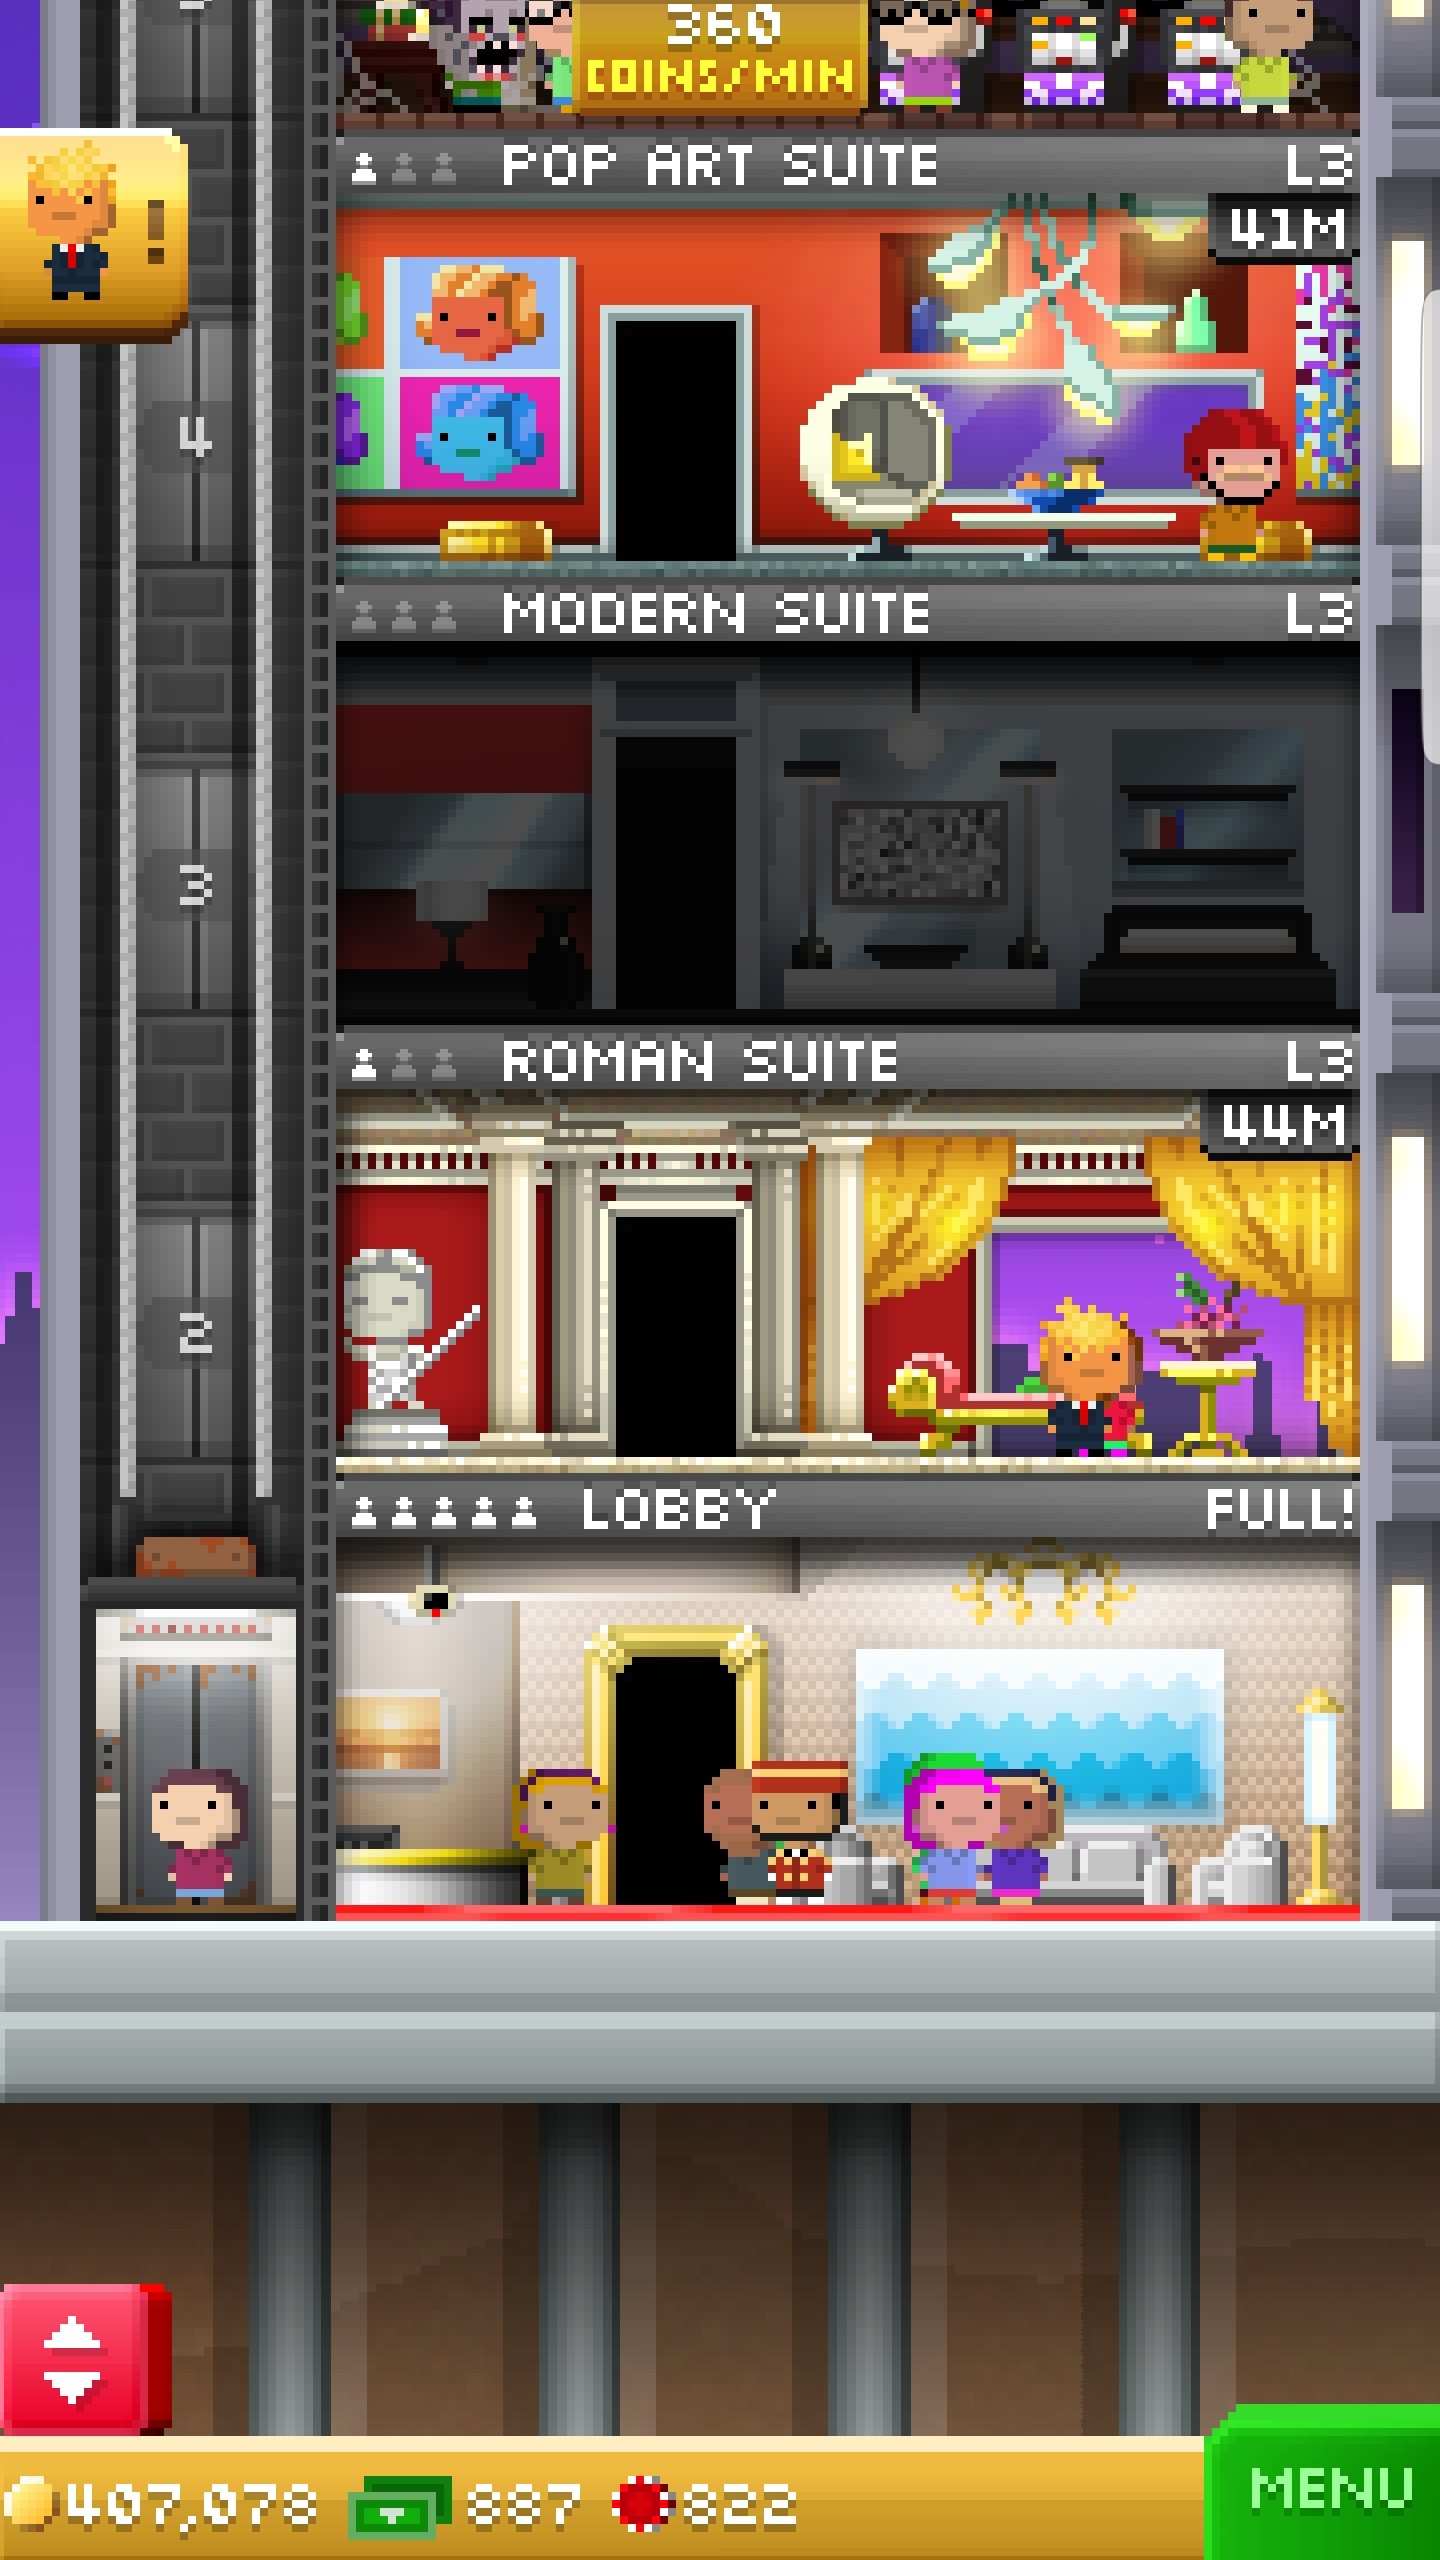 360
COINS/MIN
!
POP ART SUITE L3
41M
4
MODERN SUITE L3
3
ROMAN SUITE L3
44M
2
LOBBY FULL!
407,078 887 822
MENU